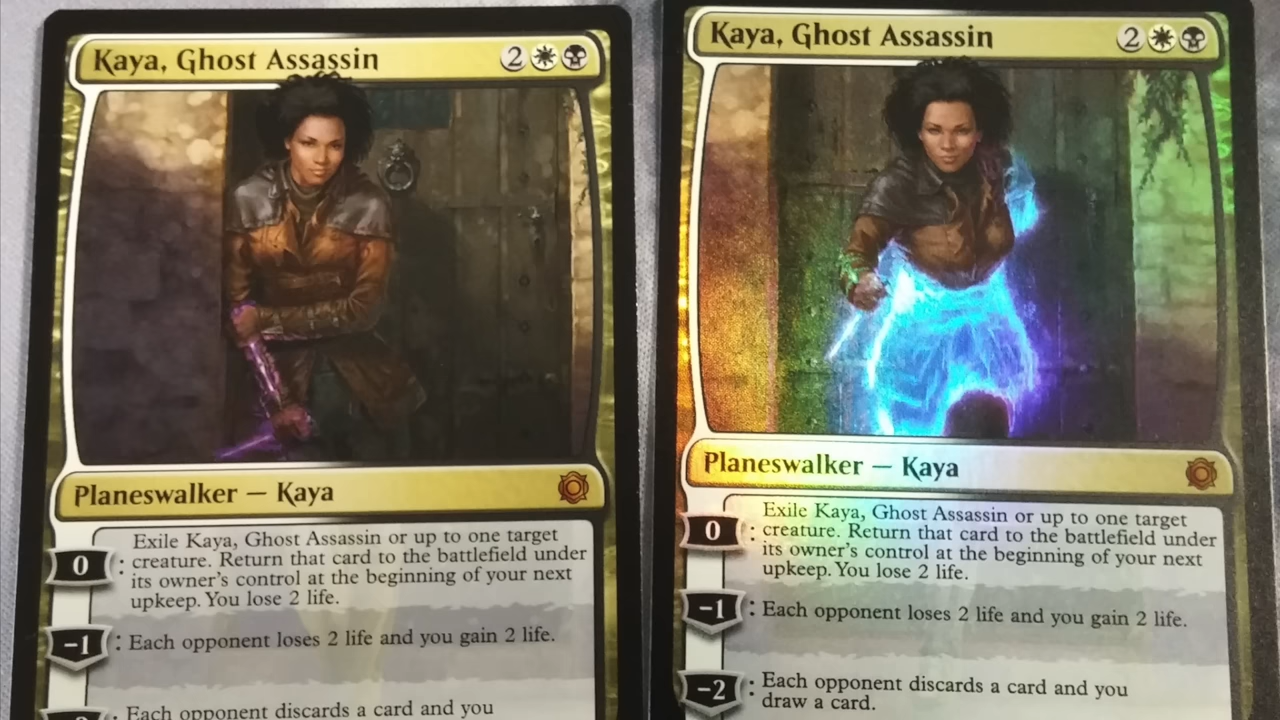 Kaya, Ghost Assassin 2
Planeswalker — Kaya
0 : Exile Kaya, Ghost Assassin or up to one target
creature. Return that card to the battlefield under
its owner's control at the beginning of your next
upkeep. You lose 2 life.
−1 : Each opponent loses 2 life and you gain 2 life.
: Each opponent discards a card and you
Kaya, Ghost Assassin 2
Planeswalker — Kaya
0 : Exile Kaya, Ghost Assassin or up to one target
creature. Return that card to the battlefield under
its owner's control at the beginning of your next
upkeep. You lose 2 life.
−1 : Each opponent loses 2 life and you gain 2 life.
−2 : Each opponent discards a card and you
draw a card.